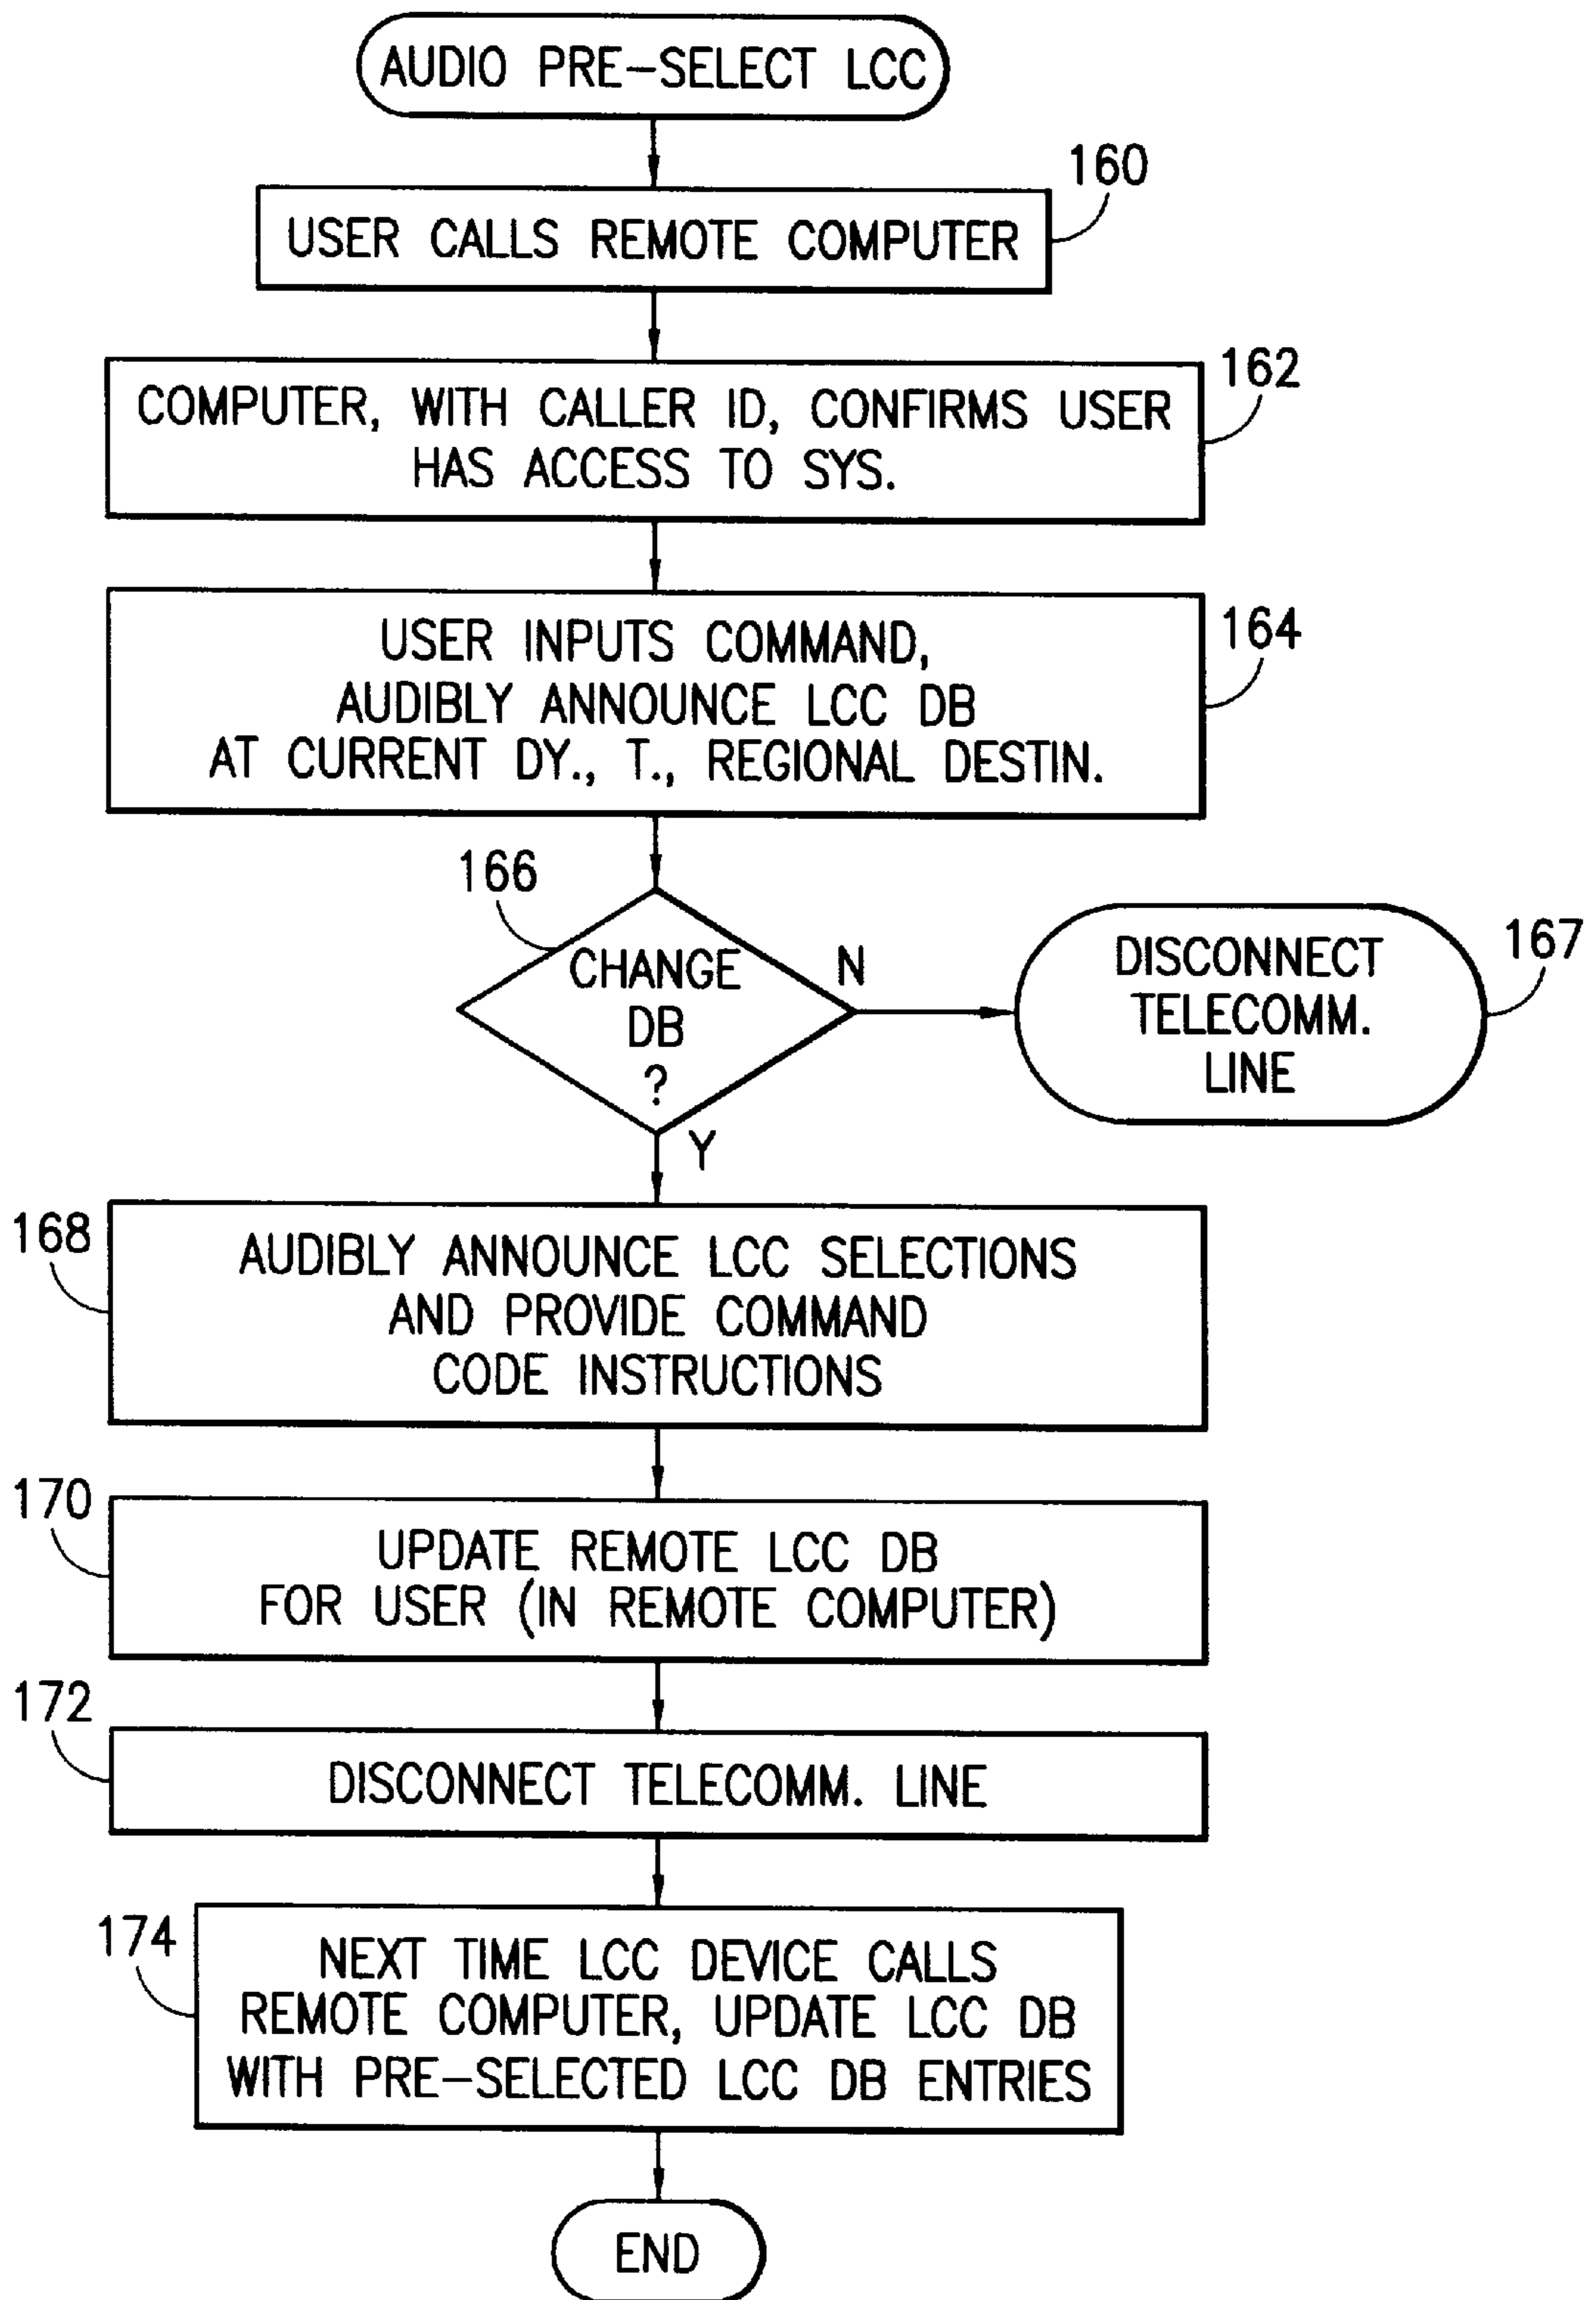 AUDIO PRE-SELECT LCC
160
USER CALLS REMOTE COMPUTER
162
COMPUTER, WITH CALLER ID, CONFIRMS USER
HAS ACCESS TO SYS.
164
USER INPUTS COMMAND,
AUDIBLY ANNOUNCE LCC DB
AT CURRENT DY., T., REGIONAL DESTIN.
166
CHANGE
DB
?
N
Y
167
DISCONNECT
TELECOMM.
LINE
168
AUDIBLY ANNOUNCE LCC SELECTIONS
AND PROVIDE COMMAND
CODE INSTRUCTIONS
170
UPDATE REMOTE LCC DB
FOR USER (IN REMOTE COMPUTER)
172
DISCONNECT TELECOMM. LINE
174
NEXT TIME LCC DEVICE CALLS
REMOTE COMPUTER, UPDATE LCC DB
WITH PRE-SELECTED LCC DB ENTRIES
END